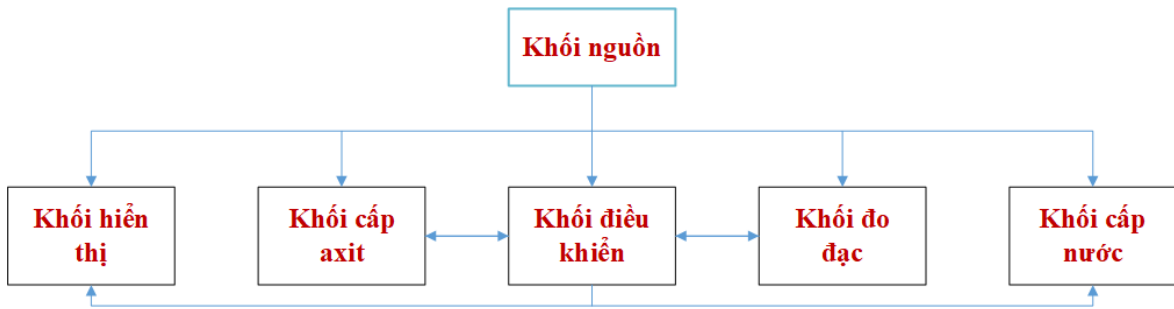 Khối nguồn
Khối hiển
thị
Khối cấp
axit
Khối điều
khiển
Khối đo
đạc
Khối cấp
nước